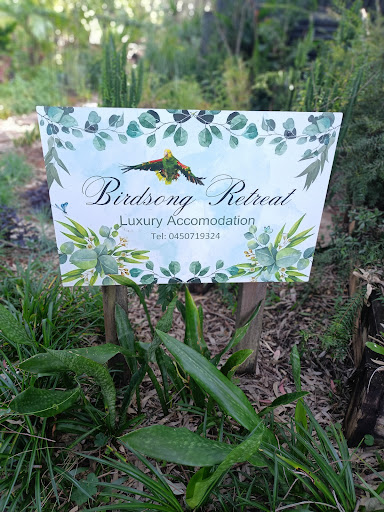 Birdsong Retreat
Luxury Accomodation
Tel: 0450719324